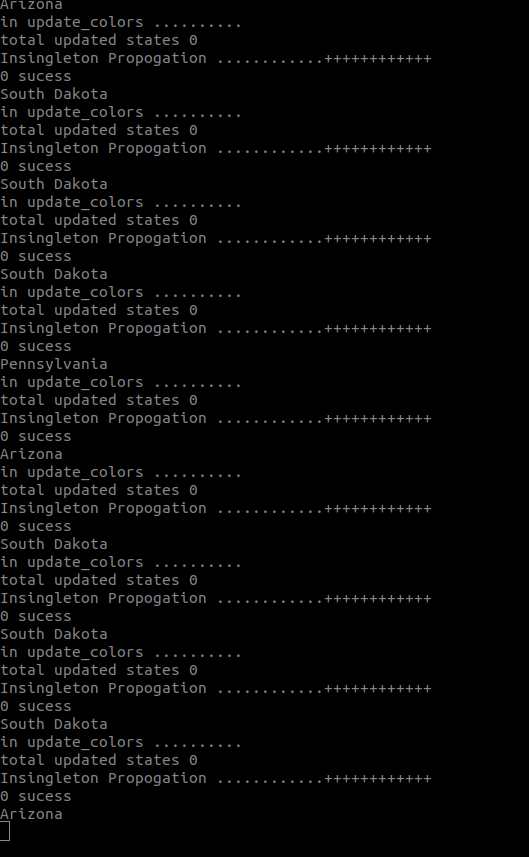 Arizona
in update_colors ..........
total updated states 0
Insingleton Propogation ............++++++++++++
0 sucess
South Dakota
in update_colors ..........
total updated states 0
Insingleton Propogation ............++++++++++++
0 sucess
South Dakota
in update_colors ..........
total updated states 0
Insingleton Propogation ............++++++++++++
0 sucess
South Dakota
in update_colors ..........
total updated states 0
Insingleton Propogation ............++++++++++++
0 sucess
Pennsylvania
in update_colors ..........
total updated states 0
Insingleton Propogation ............++++++++++++
0 sucess
Arizona
in update_colors ..........
total updated states 0
Insingleton Propogation ............++++++++++++
0 sucess
South Dakota
in update_colors ..........
total updated states 0
Insingleton Propogation ............++++++++++++
0 sucess
South Dakota
in update_colors ..........
total updated states 0
Insingleton Propogation ............++++++++++++
0 sucess
South Dakota
in update_colors ..........
total updated states 0
Insingleton Propogation ............++++++++++++
0 sucess
Arizona